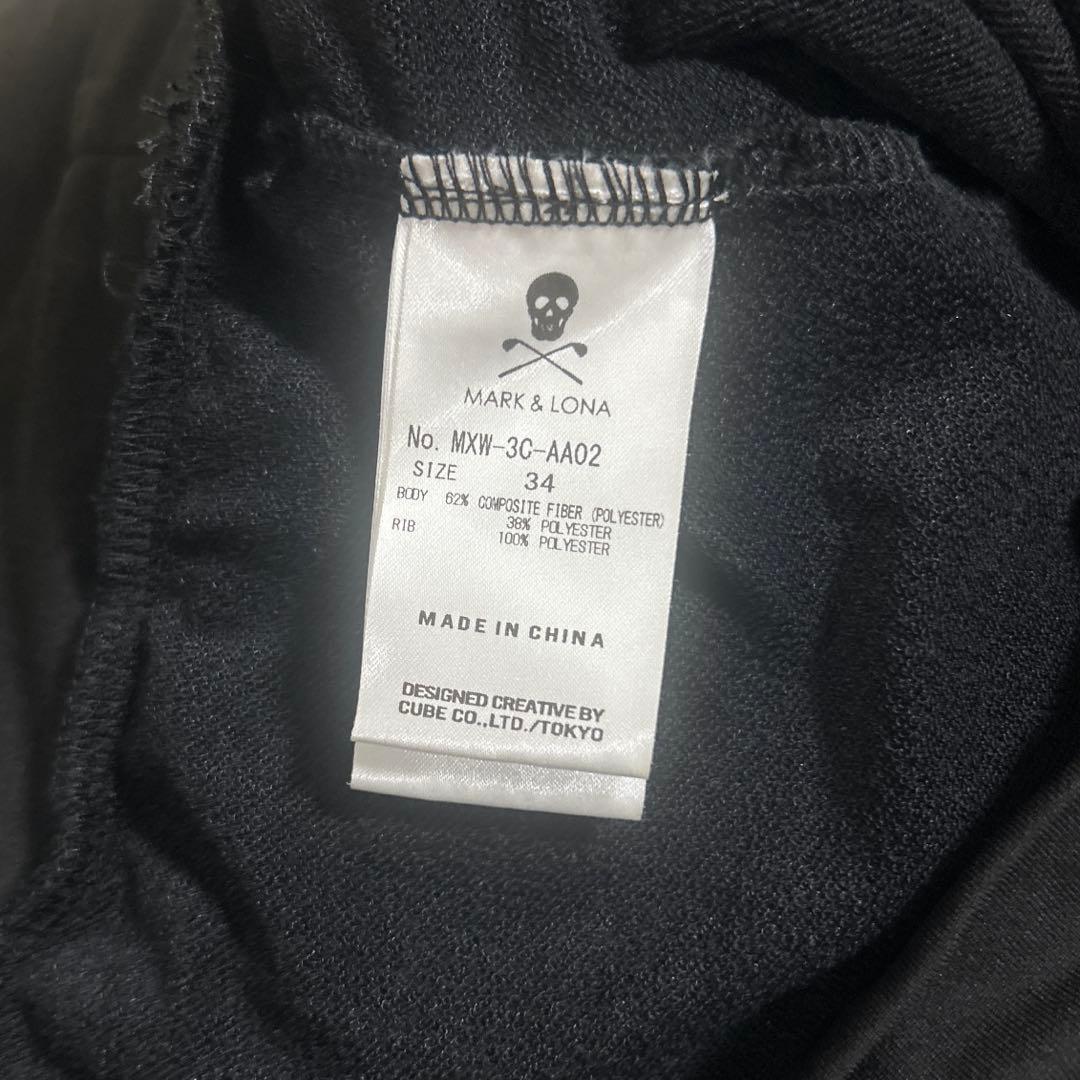 MARK & LONA
No. MXW-3C-AA02
SIZE 34
BODY 62% COMPOSITE FIBER (POLYESTER)
38% POLYESTER
RIB 100% POLYESTER
MADE IN CHINA
DESIGNED CREATIVE BY
CUBE CO.,LTD./TOKYO